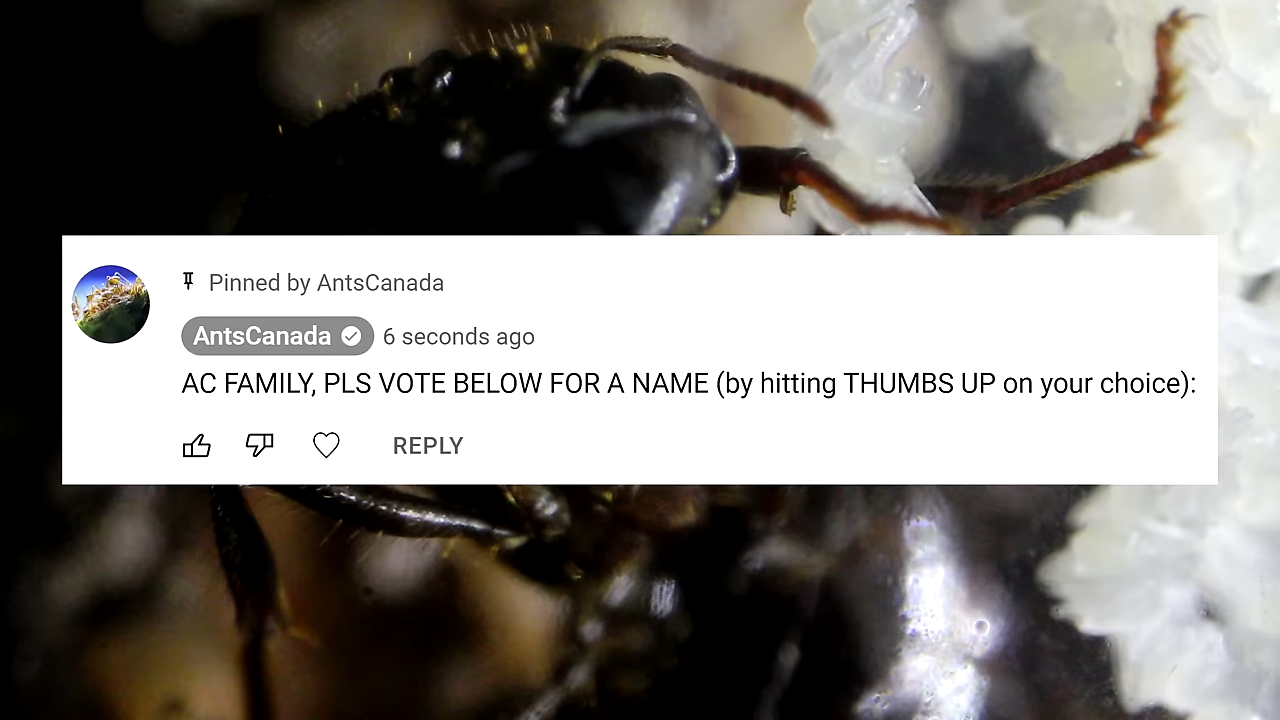 Pinned by AntsCanada
AntsCanada 6 seconds ago
AC FAMILY, PLS VOTE BELOW FOR A NAME (by hitting THUMBS UP on your choice):
REPLY